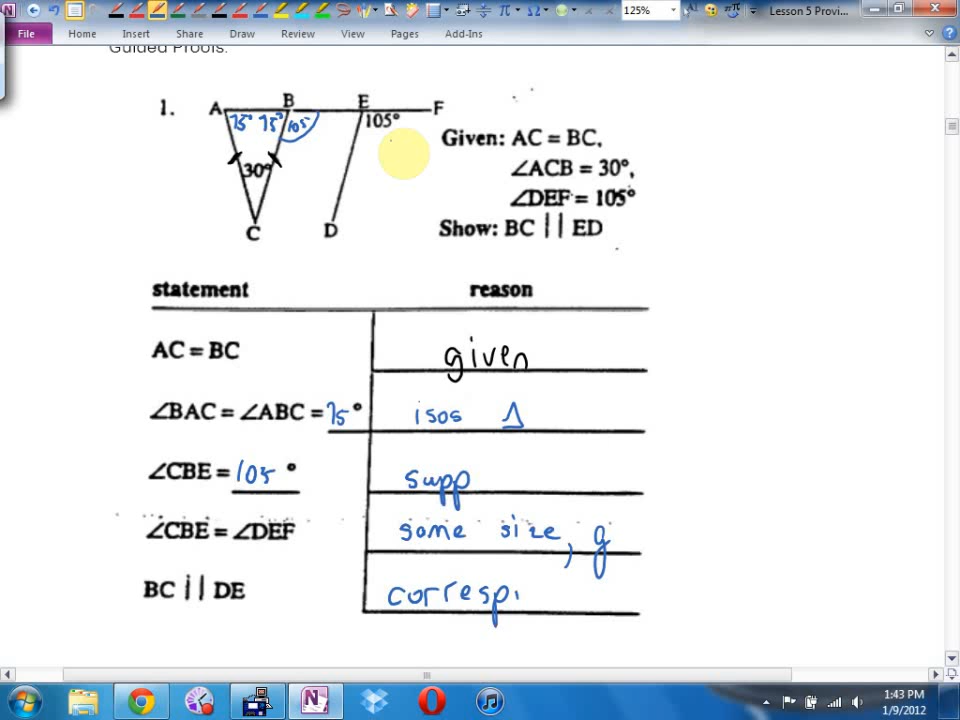 125% Lesson 5 Provi...
File Home Insert Share Draw Review View Pages Add-Ins
Guided Proofs:
1. A B E F
75° 75° 105 105°
Given: AC = BC,
30° ∠ACB = 30°,
∠DEF = 105°
C D Show: BC || ED
statement reason
AC = BC given
∠BAC = ∠ABC = 75° isos Δ
∠CBE = 105° supp
∠CBE = ∠DEF same size, g
BC || DE corresp
1:43 PM
1/9/2012